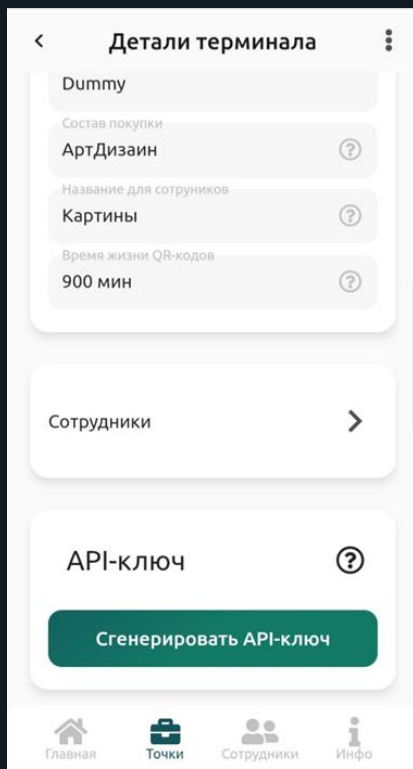 Детали терминала
Dummy
Состав покупки
АртДизаин
Название для сотруников
Картины
Время жизни QR-кодов
900 мин
Сотрудники
API-ключ
Сгенерировать API-ключ
Главная Точки Сотрудники Инфо